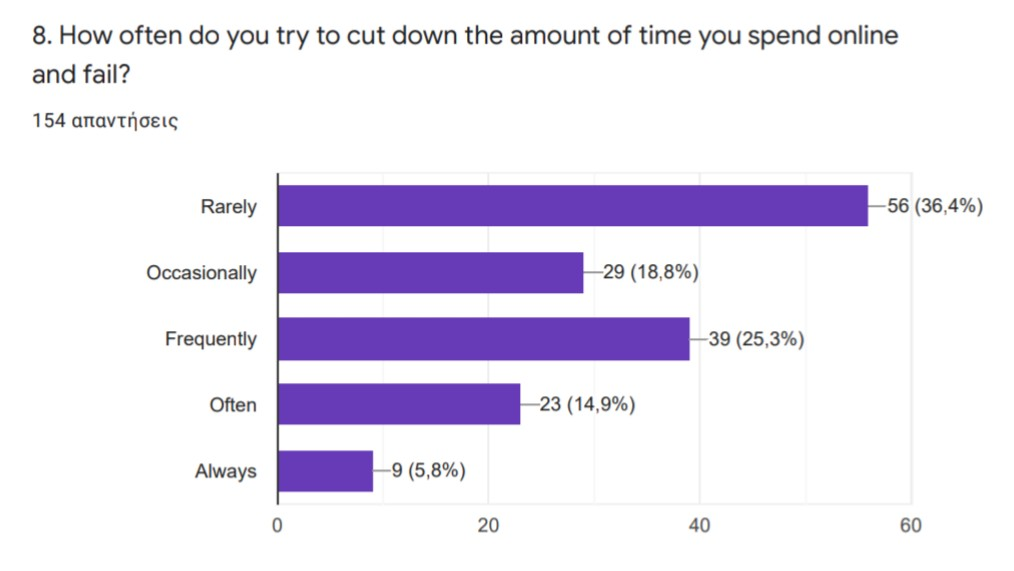 8. How often do you try to cut down the amount of time you spend online
and fail?
154 απαντήσεις
Rarely 56 (36,4%)
Occasionally 29 (18,8%)
Frequently 39 (25,3%)
Often 23 (14,9%)
Always 9 (5,8%)
0 20 40 60